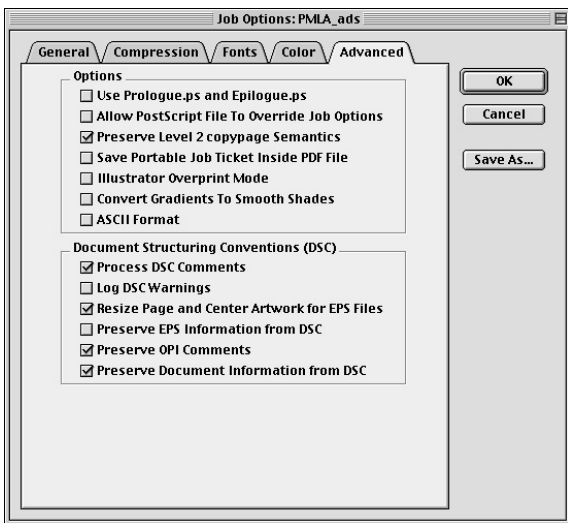 Job Options: PMLA_ads
General Compression Fonts Color Advanced
Options
Use Prologue.ps and Epilogue.ps
Allow PostScript File To Override Job Options
Preserve Level 2 copypage Semantics
Save Portable Job Ticket Inside PDF File
Illustrator Overprint Mode
Convert Gradients To Smooth Shades
ASCII Format
Document Structuring Conventions (DSC)
Process DSC Comments
Log DSC Warnings
Resize Page and Center Artwork for EPS Files
Preserve EPS Information from DSC
Preserve OPI Comments
Preserve Document Information from DSC
OK
Cancel
Save As...